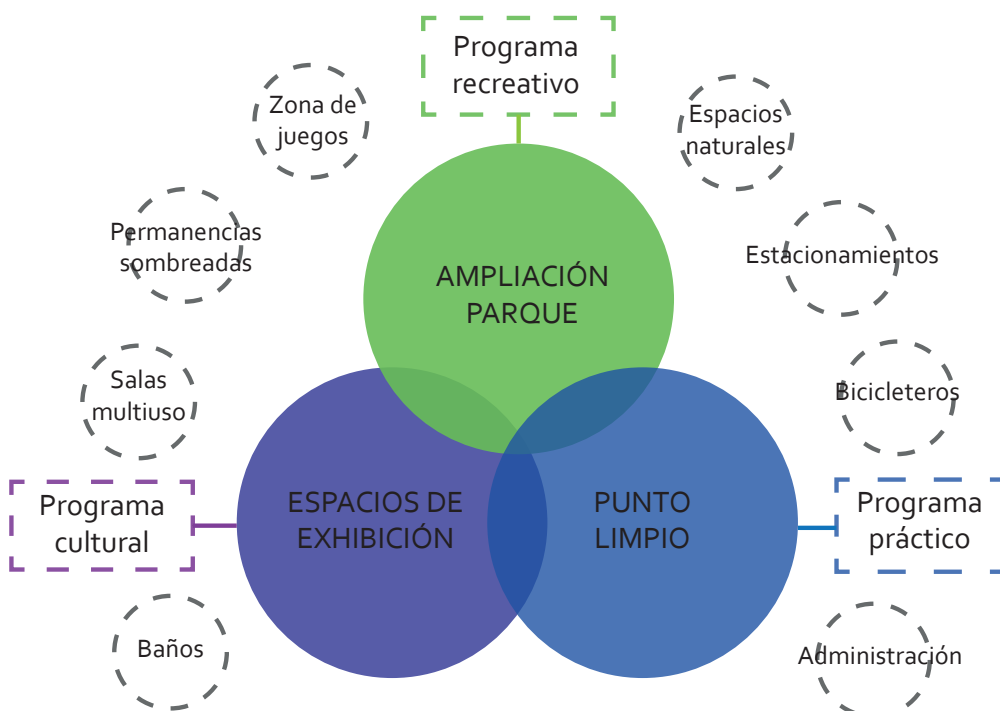 Programa
recreativo
Zona de
juegos
Espacios
naturales
Permanencias
sombreadas
Estacionamientos
AMPLIACIÓN
PARQUE
Salas
multiuso
Bicicleteros
Programa
cultural
ESPACIOS DE
EXHIBICIÓN
PUNTO
LIMPIO
Programa
práctico
Baños
Administración